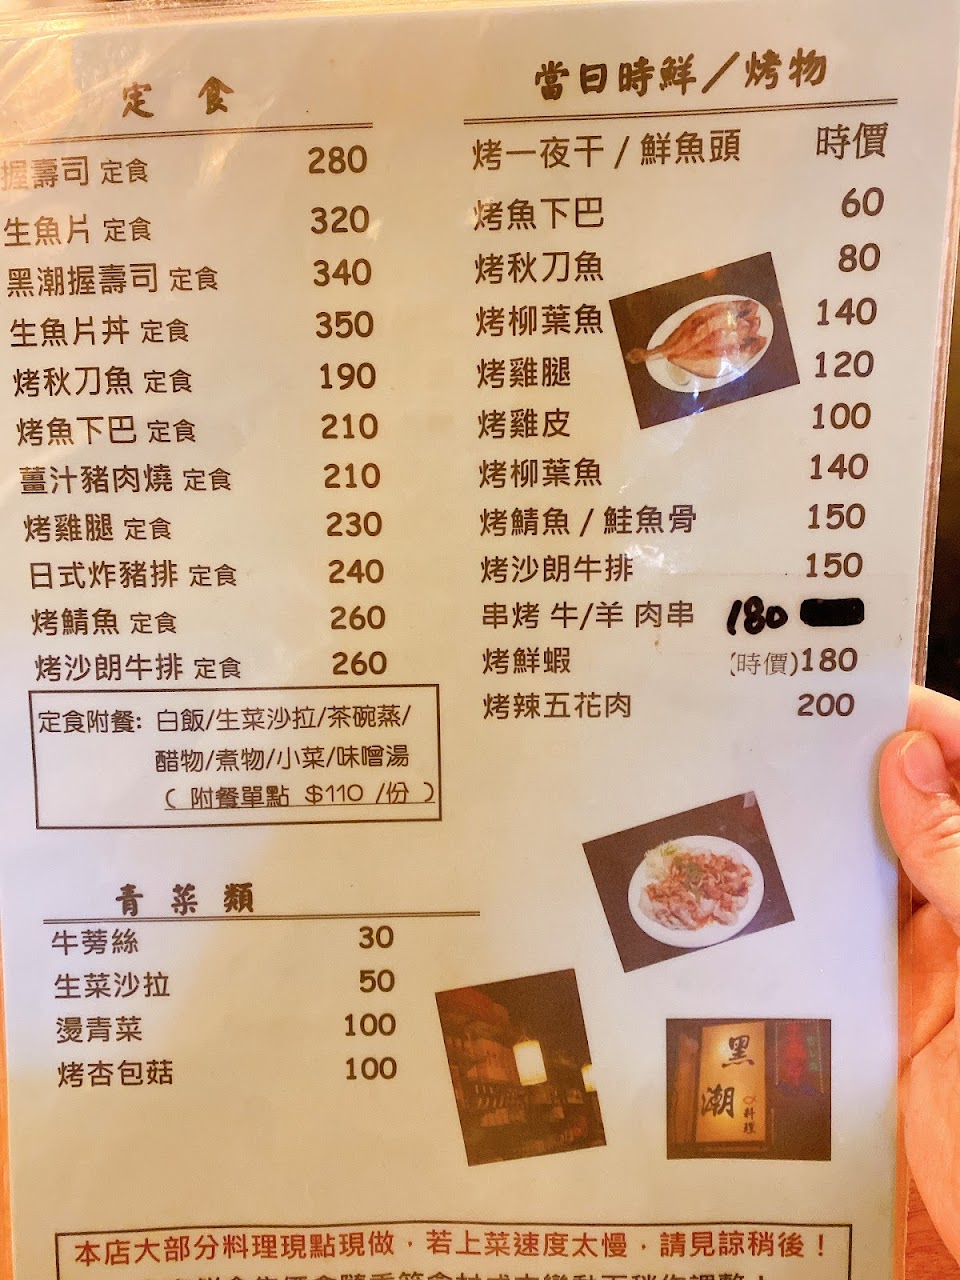 定 食
握壽司 定食 280
生魚片 定食 320
黑潮握壽司 定食 340
生魚片丼 定食 350
烤秋刀魚 定食 190
烤魚下巴 定食 210
薑汁豬肉燒 定食 210
烤雞腿 定食 230
日式炸豬排 定食 240
烤鯖魚 定食 260
烤沙朗牛排 定食 260
定食附餐: 白飯/生菜沙拉/茶碗蒸/
醋物/煮物/小菜/味噌湯
( 附餐單點 $110 /份 )
青 菜 類
牛蒡絲 30
生菜沙拉 50
燙青菜 100
烤杏包菇 100
當日時鮮／烤物
烤一夜干 / 鮮魚頭 時價
烤魚下巴 60
烤秋刀魚 80
烤柳葉魚 140
烤雞腿 120
烤雞皮 100
烤柳葉魚 140
烤鯖魚 / 鮭魚骨 150
烤沙朗牛排 150
串烤 牛/羊 肉串 180
烤鮮蝦 (時價)180
烤辣五花肉 200
黑潮
料理
本店大部分料理現點現做，若上菜速度太慢，請見諒稍後！